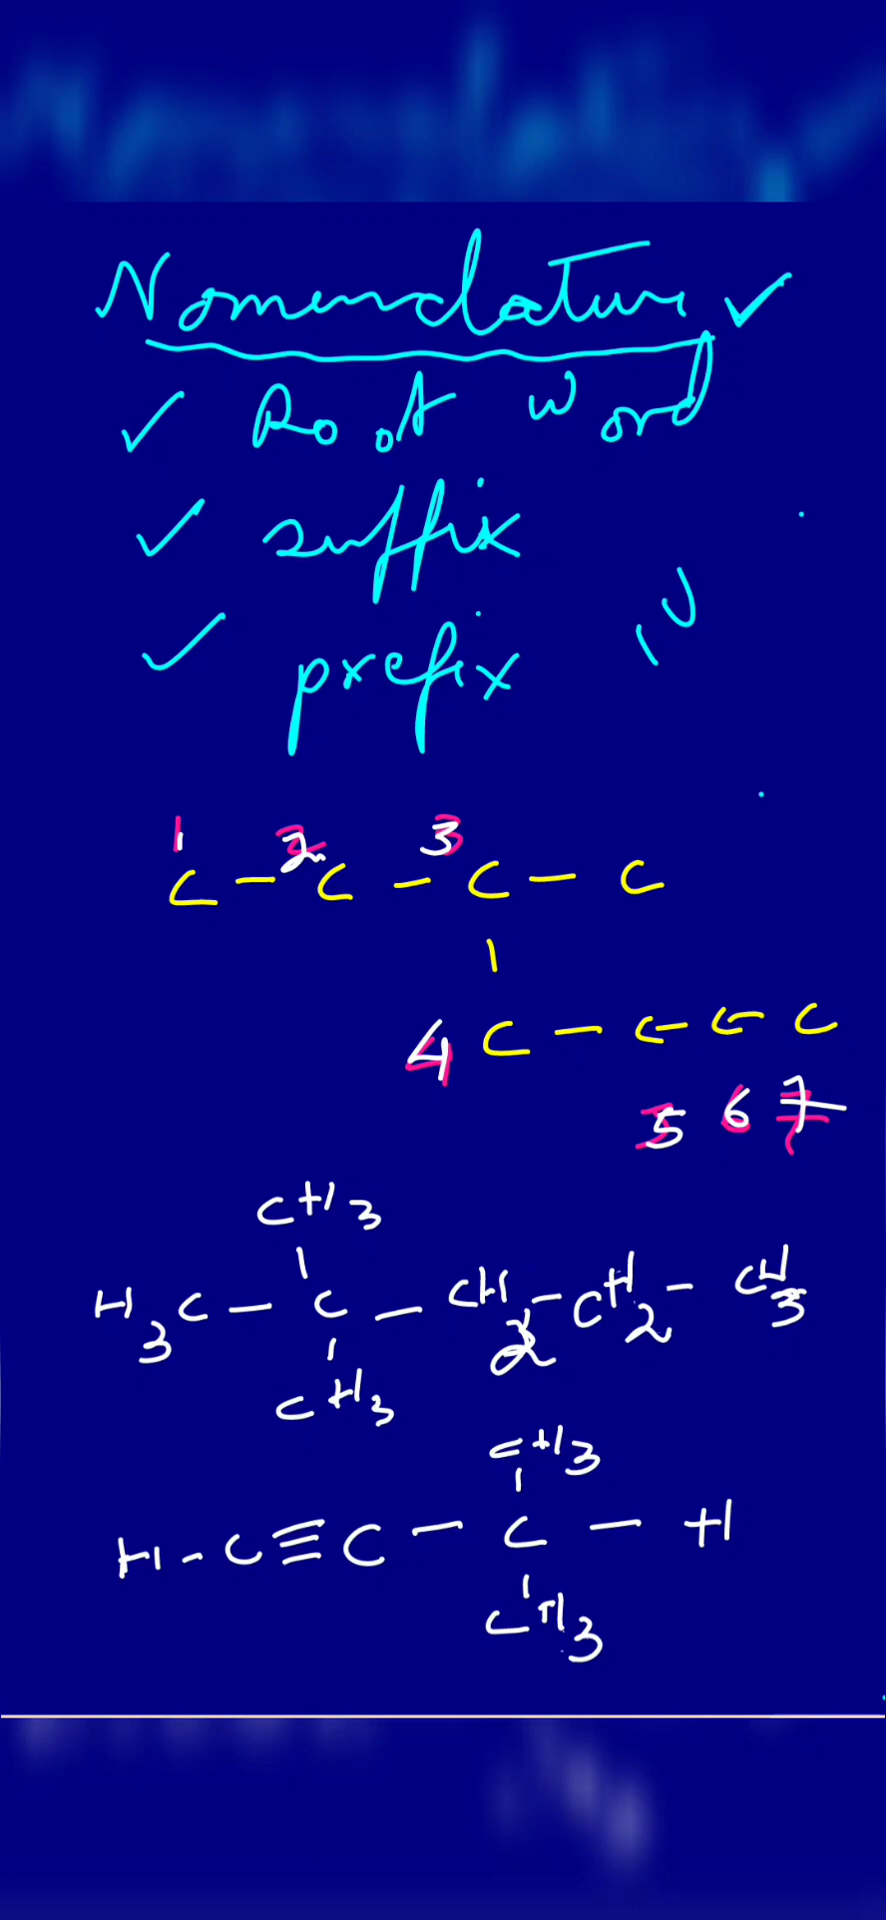 Nomenclature ✓
✓ Root word
✓ suffix
✓ prefix
1 2 3
C - C - C - C
|
4 C - C - C - C
5 6 7
CH3
|
H3C - C - CH2 - CH2 - CH3
|
CH3
CH3
|
H - C ≡ C - C - H
|
CH3